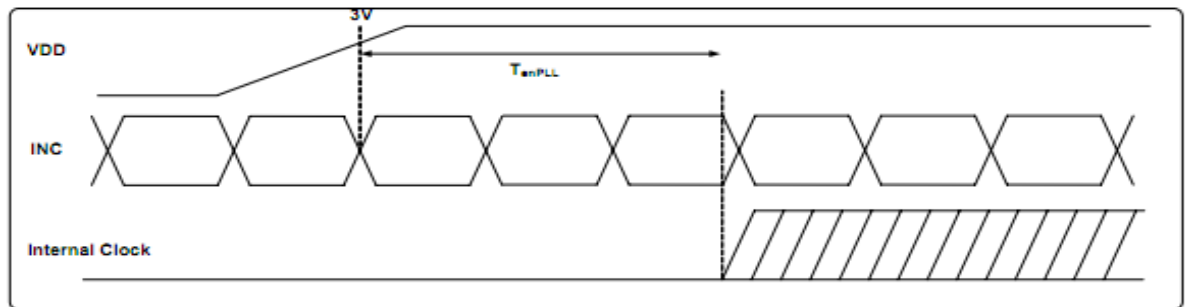 3V
VDD
TenPLL
INC
Internal Clock